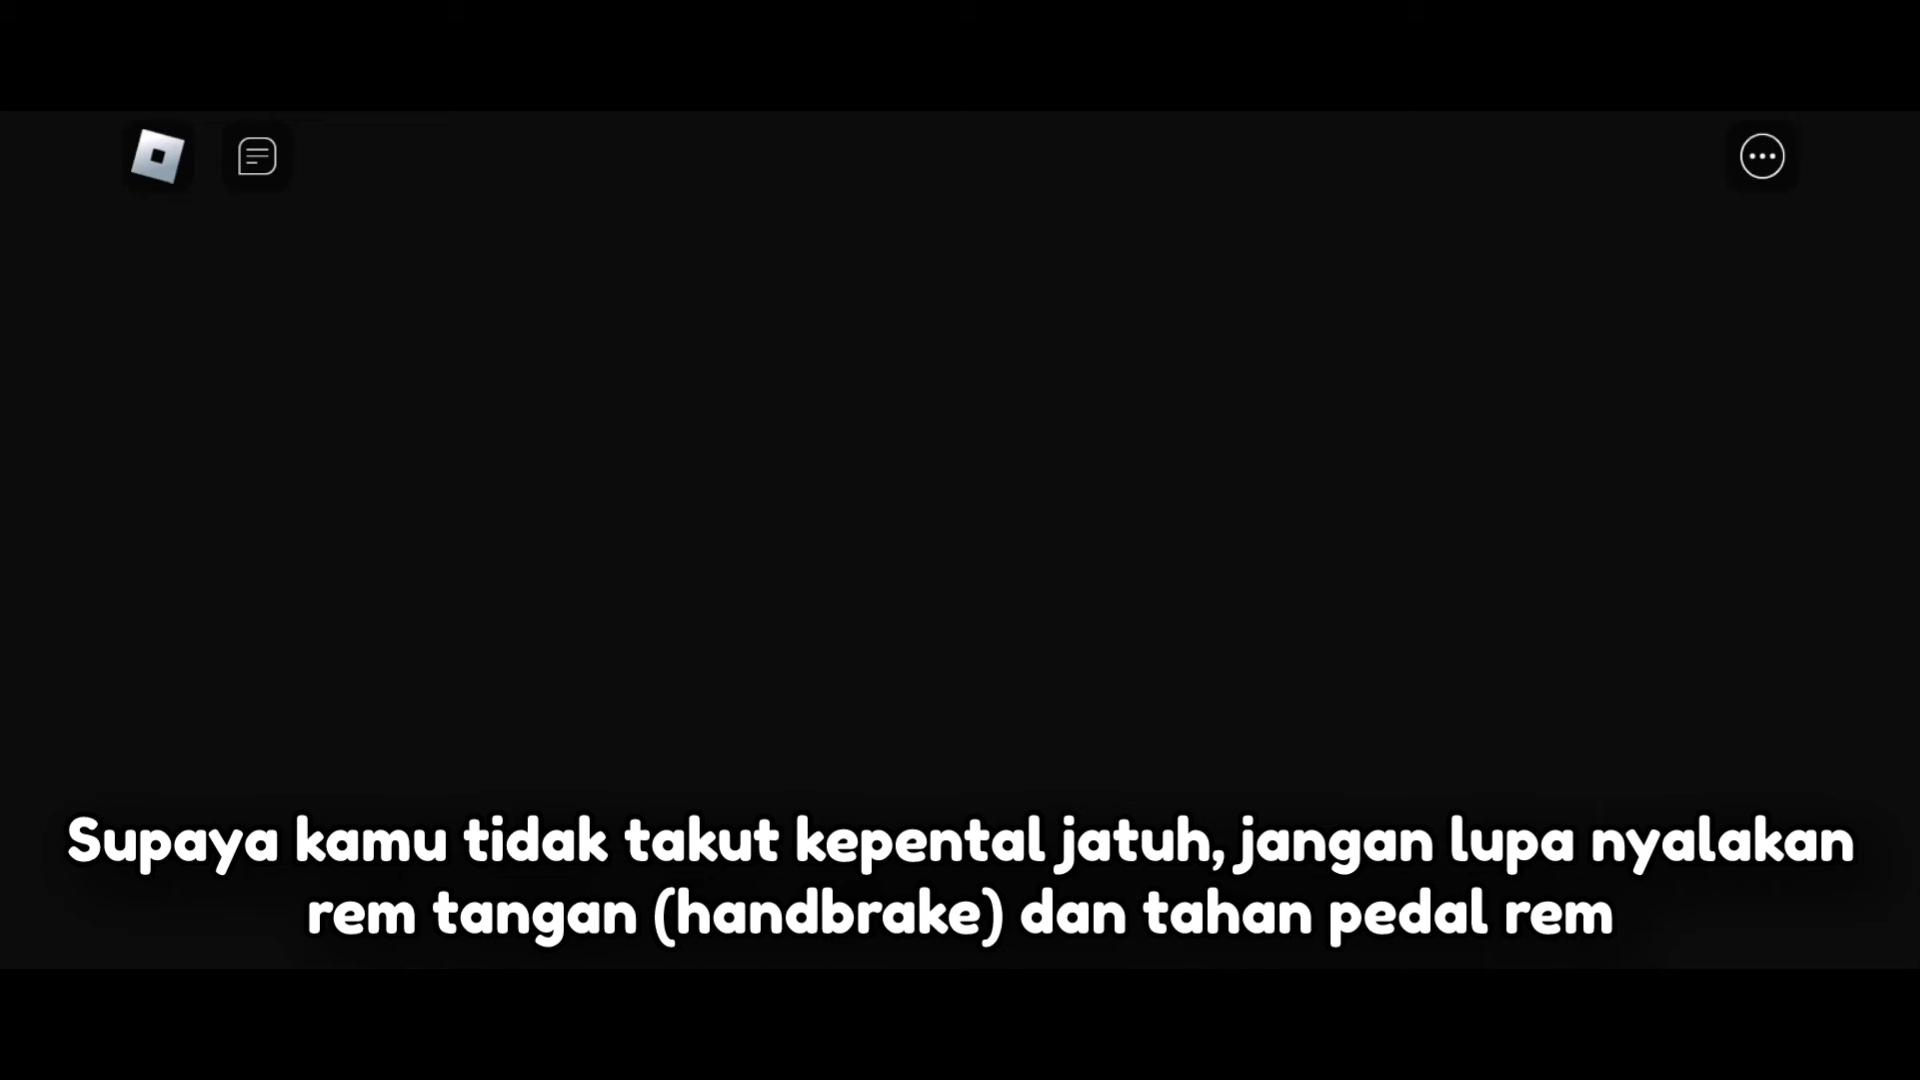 Supaya kamu tidak takut kepental jatuh, jangan lupa nyalakan
rem tangan (handbrake) dan tahan pedal rem